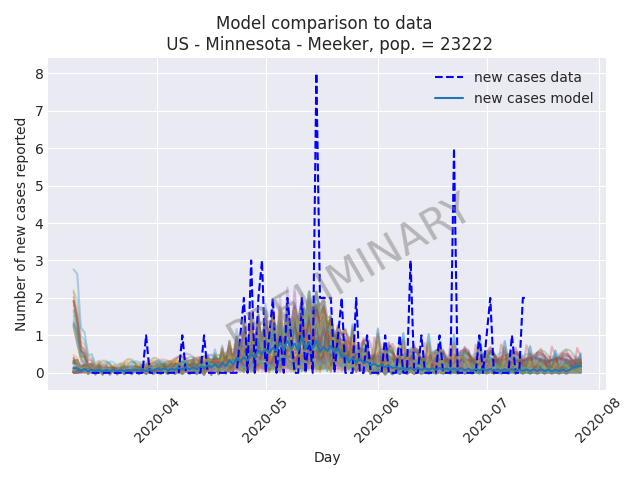 Model comparison to data
US - Minnesota - Meeker, pop. = 23222
new cases data
new cases model
PRELIMINARY
Number of new cases reported
8
7
6
5
4
3
2
1
0
2020-04
2020-05
2020-06
2020-07
2020-08
Day